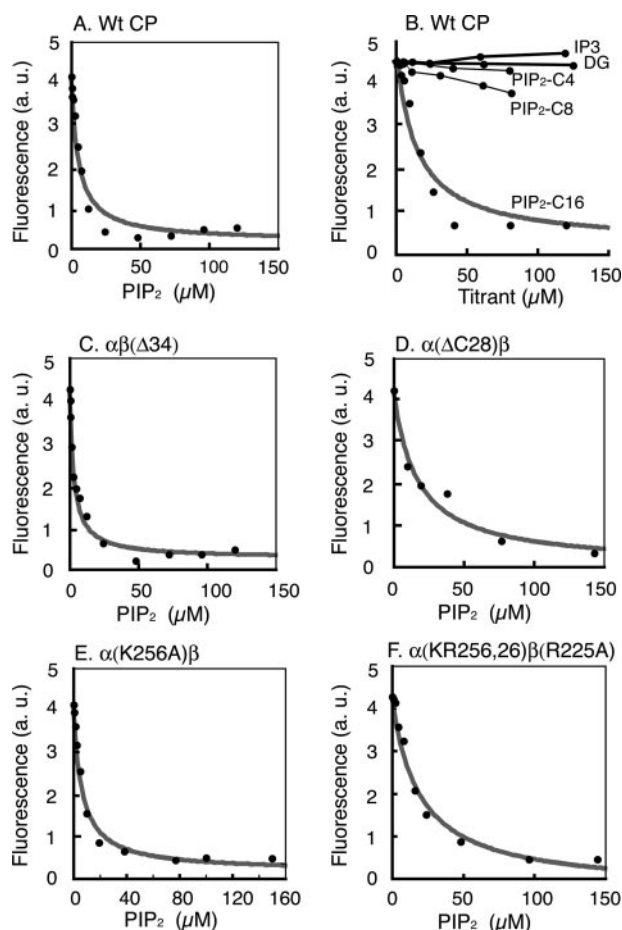 A. Wt CP
5
4
3
2
1
0
0 50 100 150
Fluorescence (a. u.)
PIP₂ (µM)
B. Wt CP
5
4
3
2
1
0
0 50 100 150
Fluorescence (a. u.)
Titrant (µM)
IP3
DG
PIP₂-C4
PIP₂-C8
PIP₂-C16
C. αβ(Δ34)
5
4
3
2
1
0
0 50 100 150
Fluorescence (a. u.)
PIP₂ (µM)
D. α(ΔC28)β
5
4
3
2
1
0
0 50 100 150
Fluorescence (a. u.)
PIP₂ (µM)
E. α(K256A)β
5
4
3
2
1
0
0 40 80 120 160
Fluorescence (a. u.)
PIP₂ (µM)
F. α(KR256,26)β(R225A)
5
4
3
2
1
0
0 50 100 150
Fluorescence (a. u.)
PIP₂ (µM)